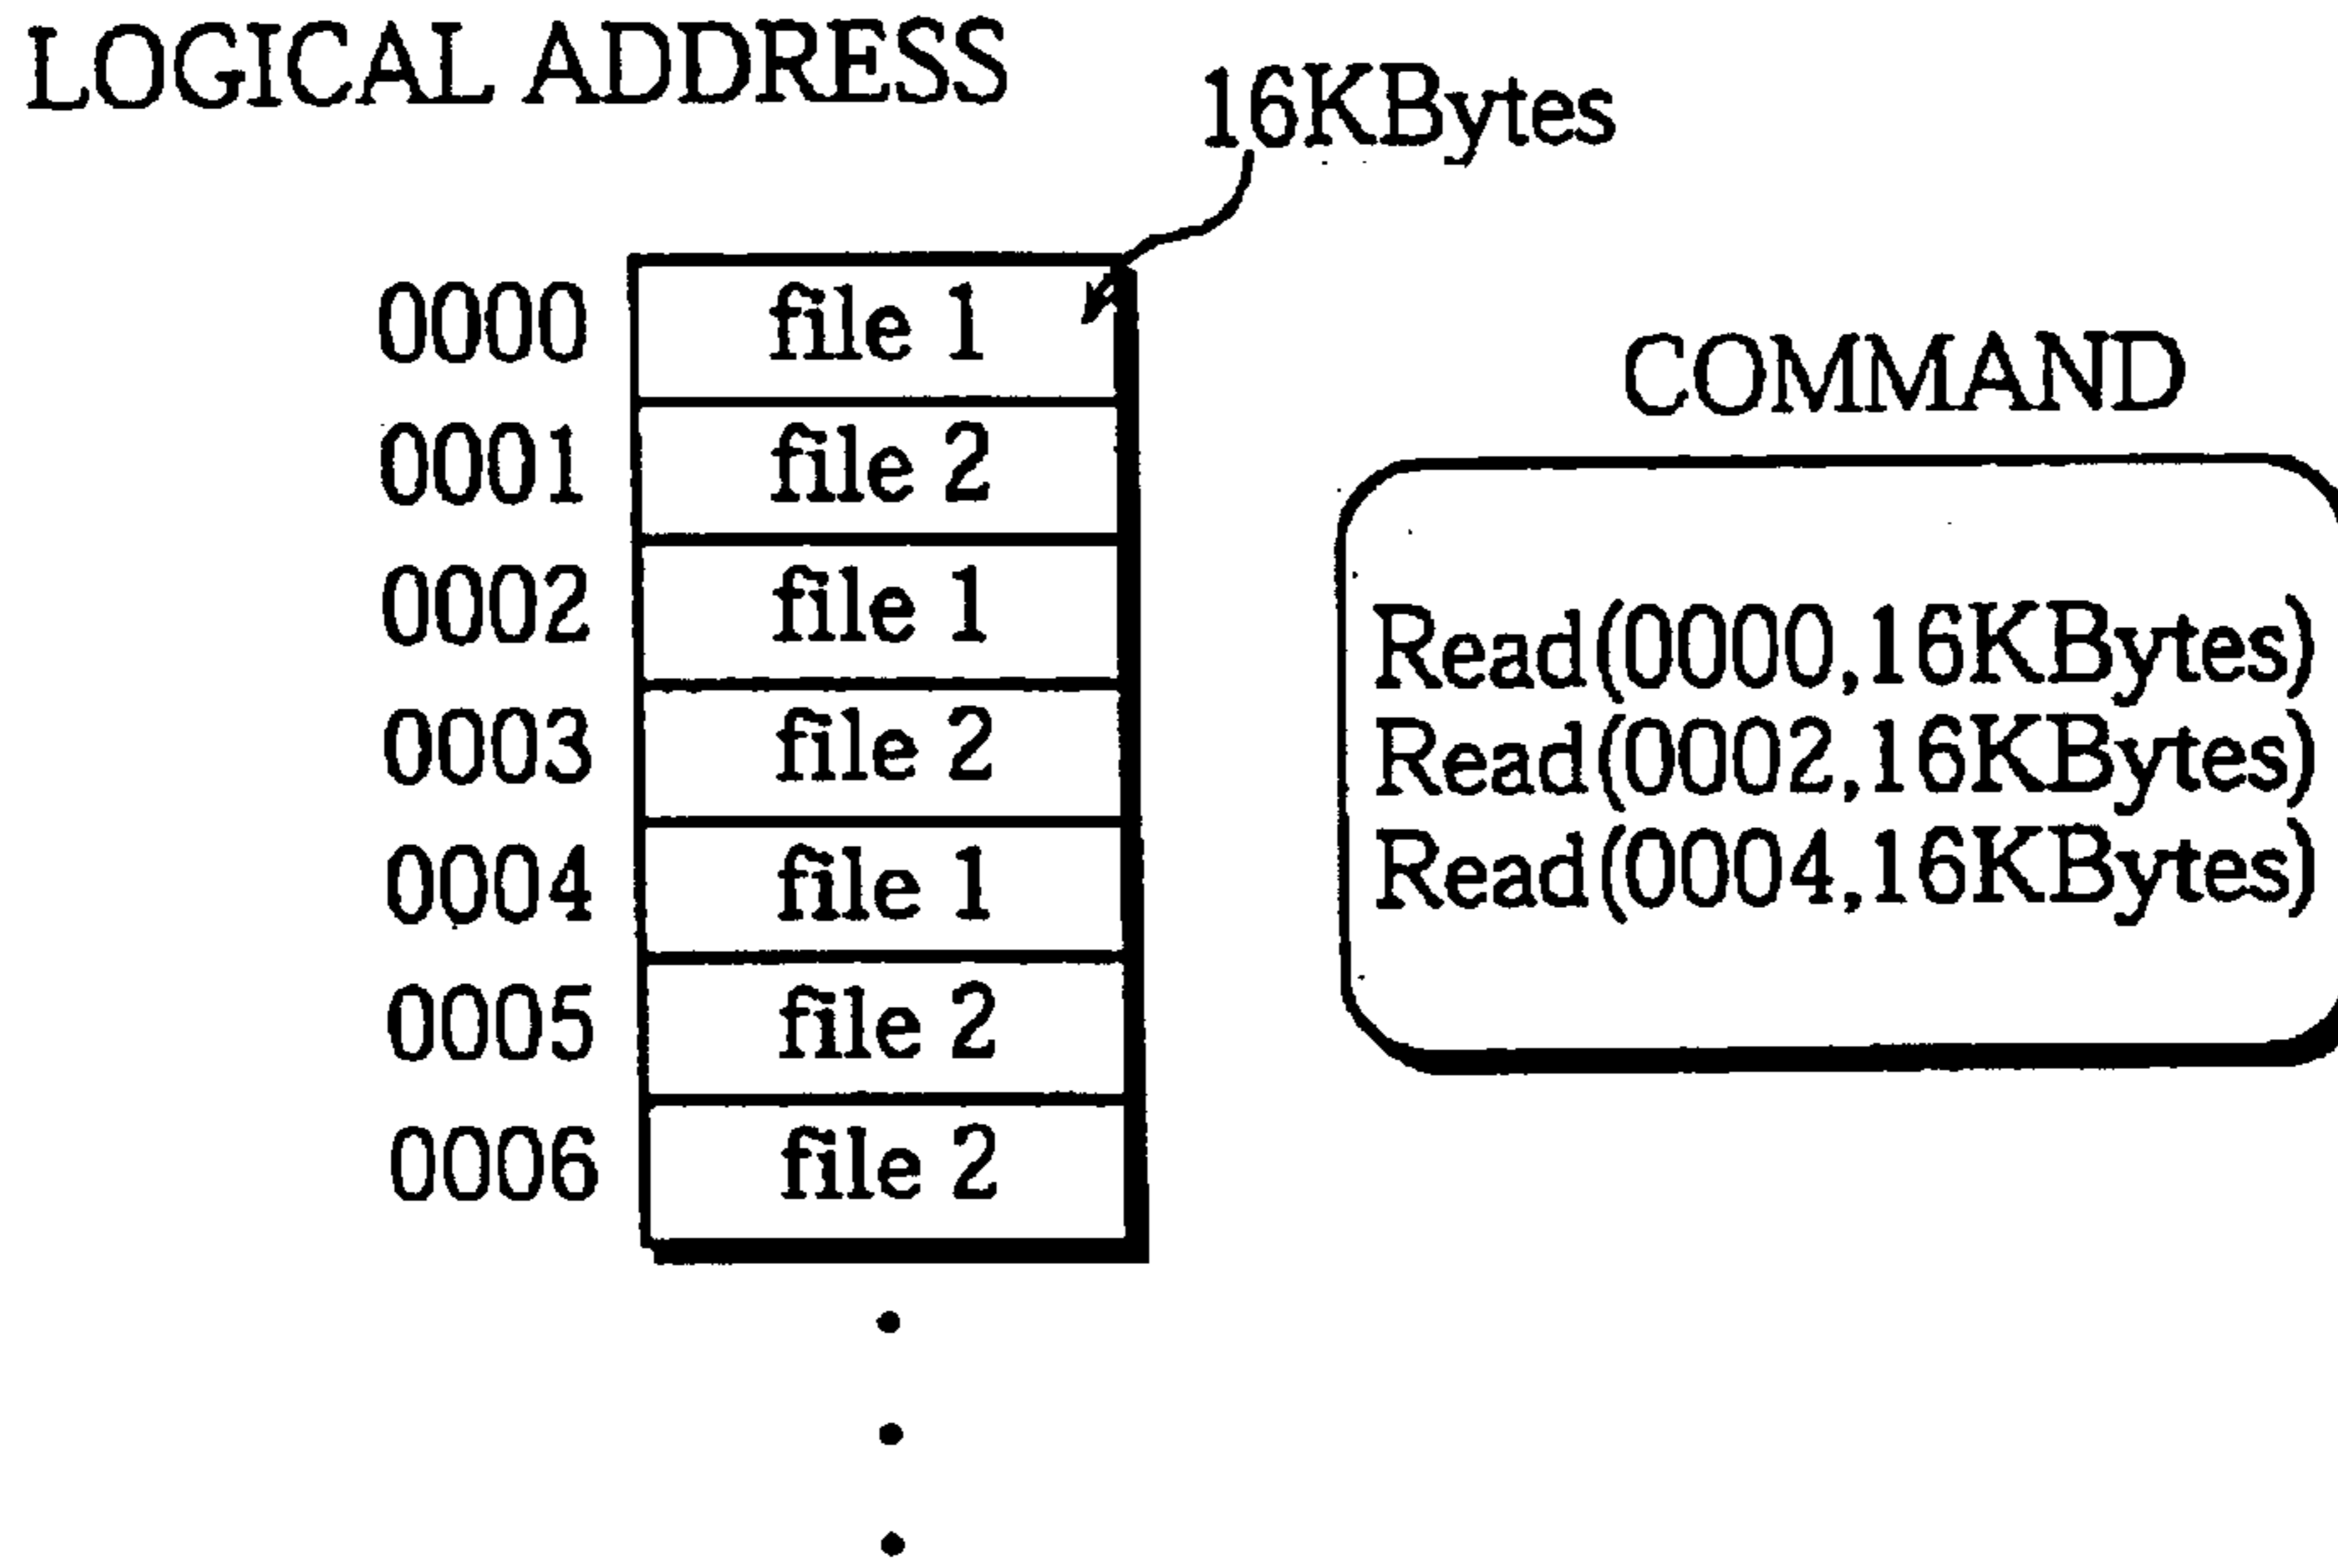 LOGICAL ADDRESS
16KBytes
0000 file 1
0001 file 2
0002 file 1
0003 file 2
0004 file 1
0005 file 2
0006 file 2
COMMAND
Read(0000,16KBytes)
Read(0002,16KBytes)
Read(0004,16KBytes)